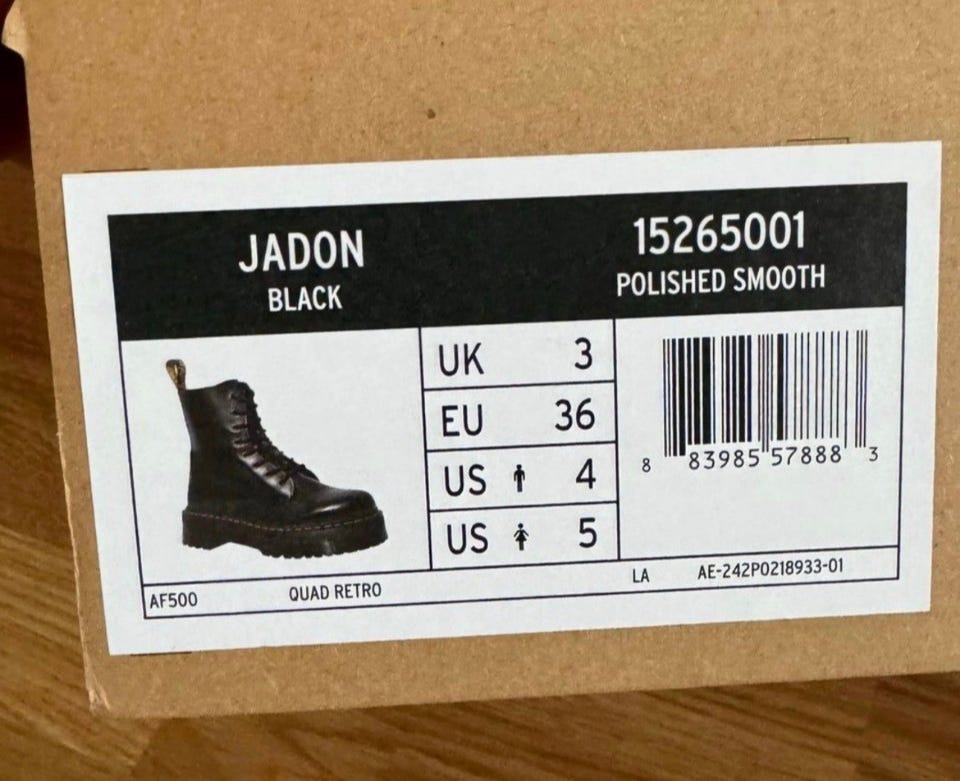 JADON
BLACK
15265001
POLISHED SMOOTH
UK 3
EU 36
US 4
US 5
8 83985 57888 3
AF500
QUAD RETRO
LA
AE-242P0218933-01